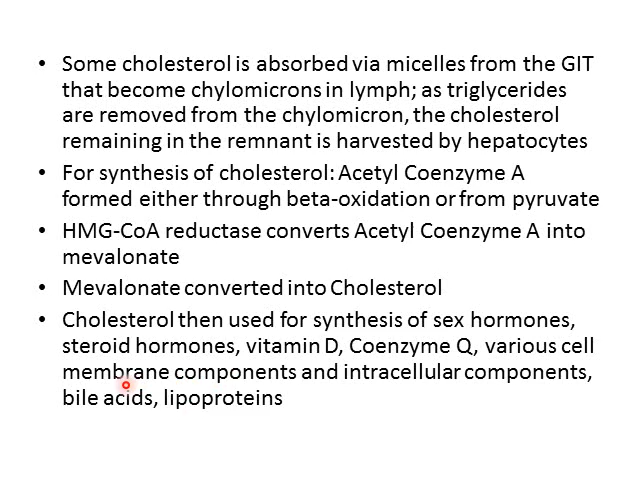 • Some cholesterol is absorbed via micelles from the GIT
that become chylomicrons in lymph; as triglycerides
are removed from the chylomicron, the cholesterol
remaining in the remnant is harvested by hepatocytes
• For synthesis of cholesterol: Acetyl Coenzyme A
formed either through beta-oxidation or from pyruvate
• HMG-CoA reductase converts Acetyl Coenzyme A into
mevalonate
• Mevalonate converted into Cholesterol
• Cholesterol then used for synthesis of sex hormones,
steroid hormones, vitamin D, Coenzyme Q, various cell
membrane components and intracellular components,
bile acids, lipoproteins